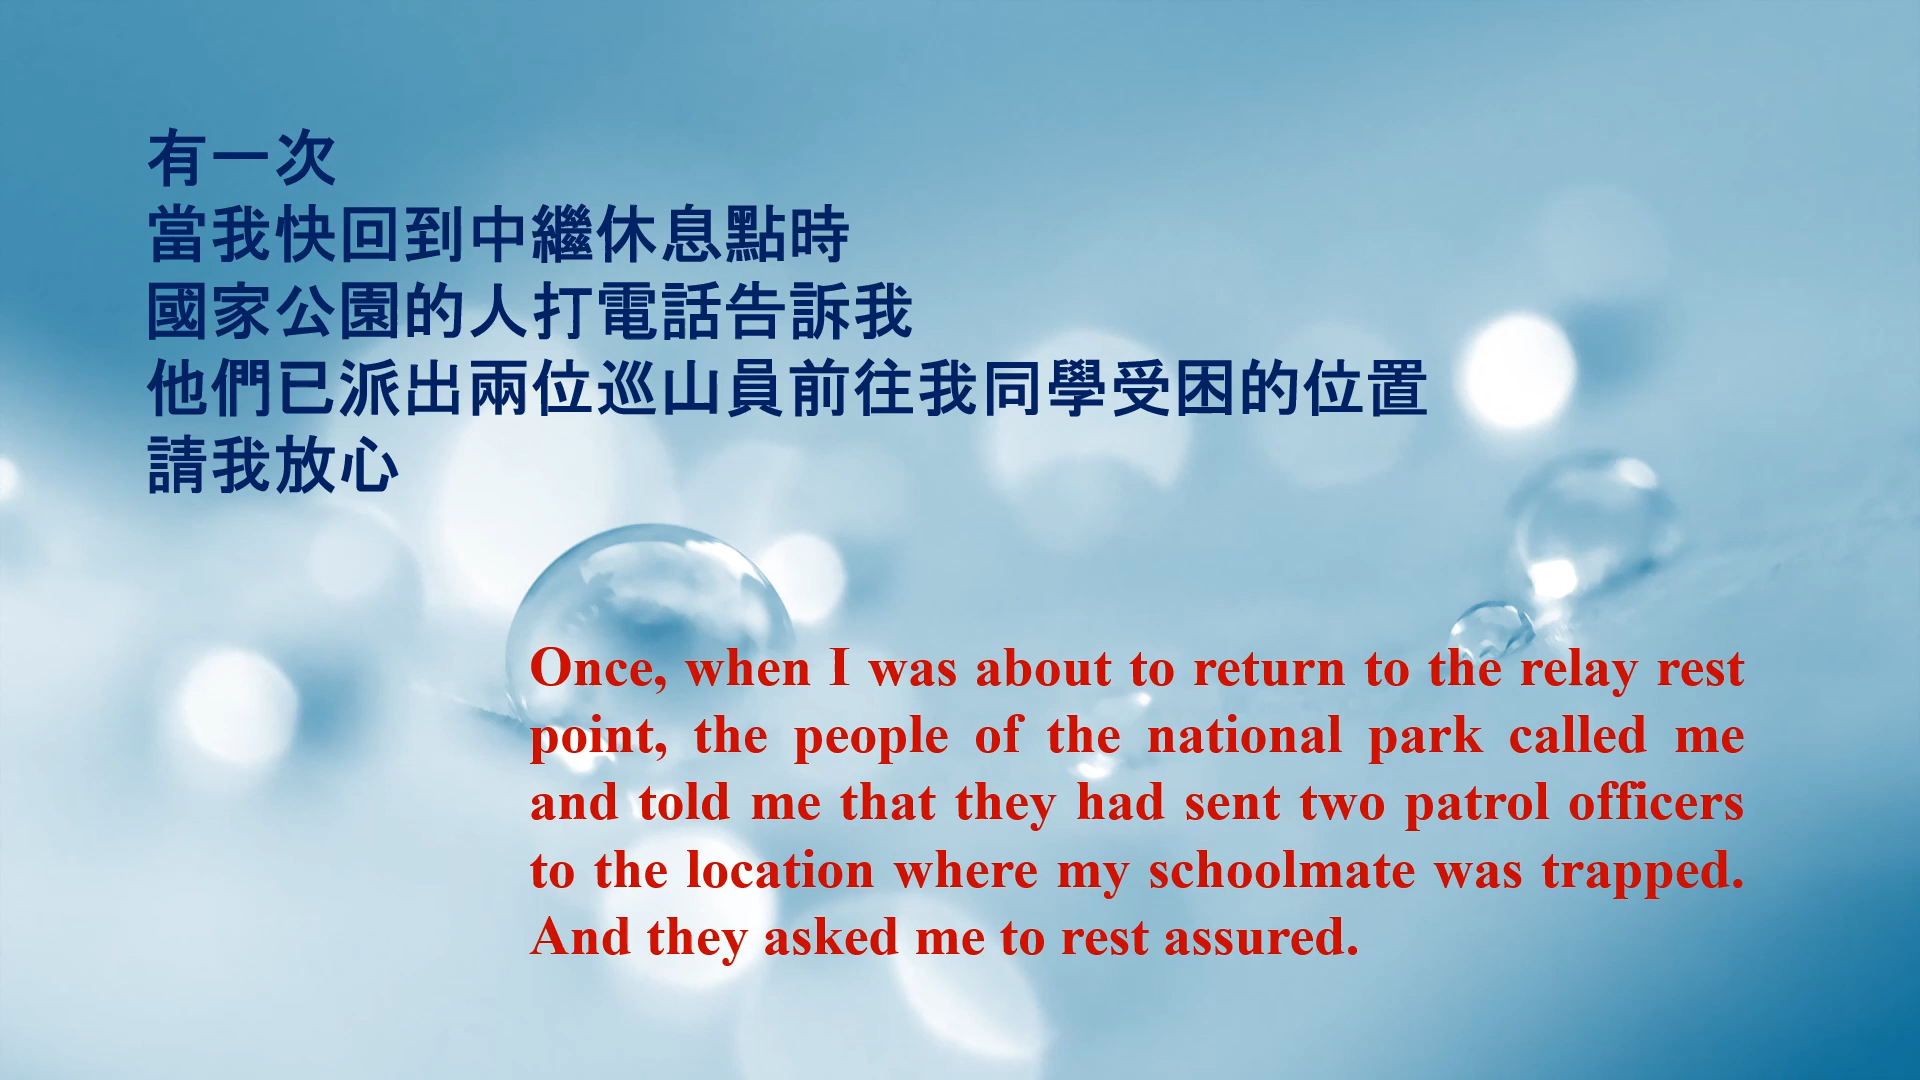 有一次
當我快回到中繼休息點時
國家公園的人打電話告訴我
他們已派出兩位巡山員前往我同學受困的位置
請我放心
Once, when I was about to return to the relay rest
point, the people of the national park called me
and told me that they had sent two patrol officers
to the location where my schoolmate was trapped.
And they asked me to rest assured.